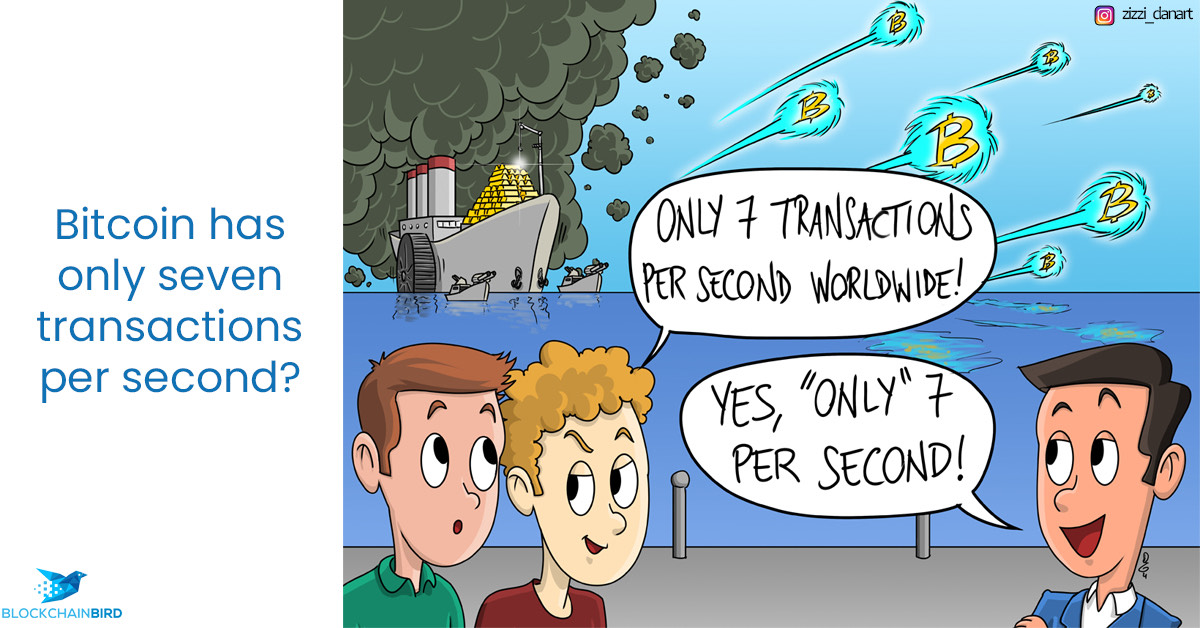 Bitcoin has
only seven
transactions
per second?
BLOCKCHAINBIRD
zizzi_danart
ONLY 7 TRANSACTIONS
PER SECOND WORLDWIDE!
YES, "ONLY" 7
PER SECOND!